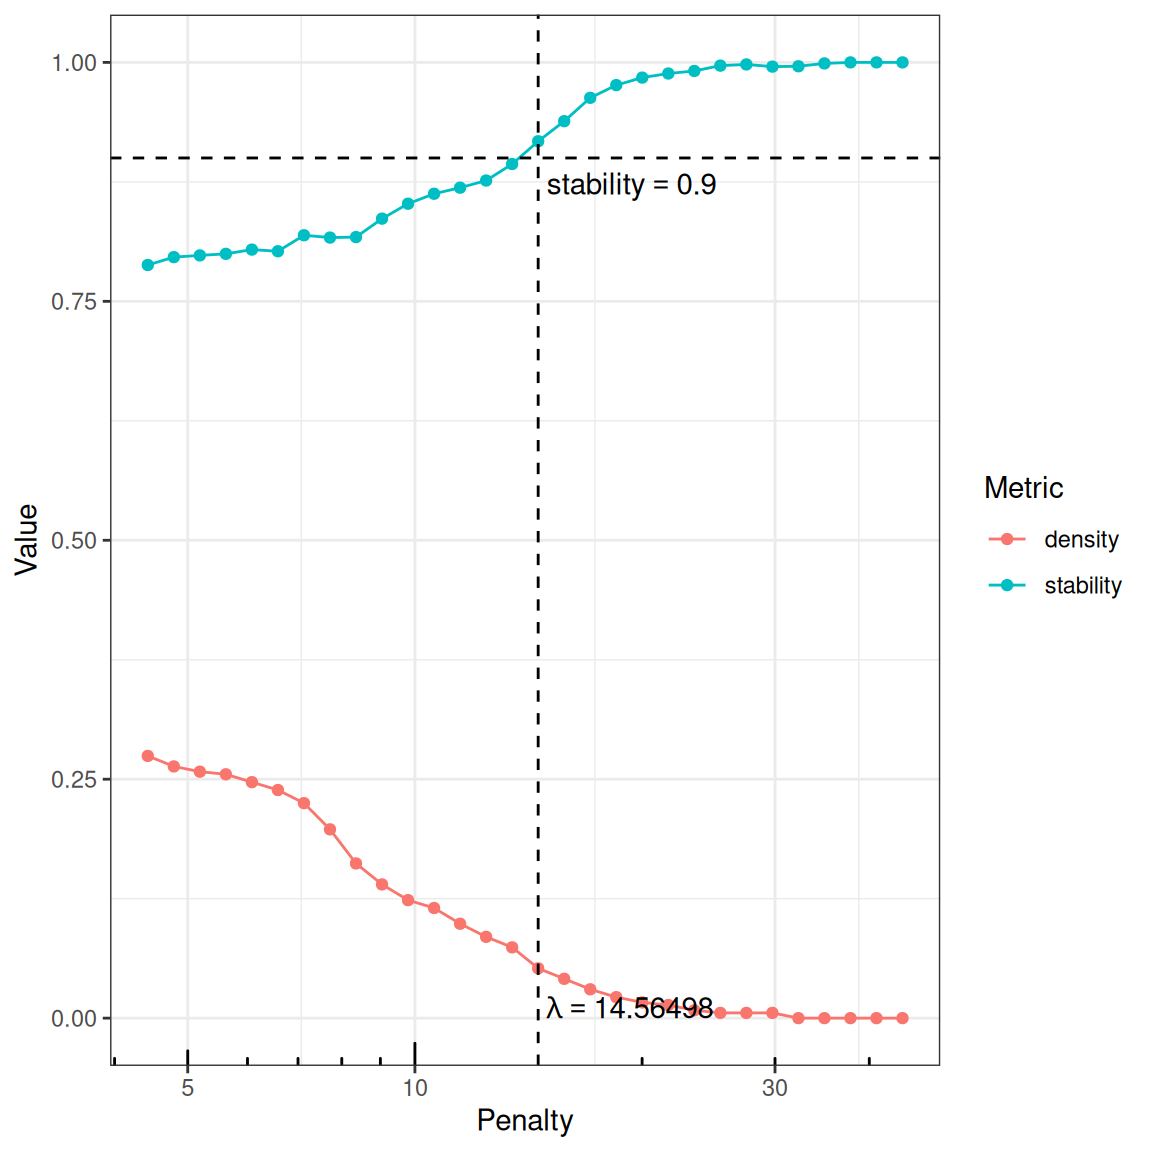 1.00
stability = 0.9
0.75
0.50
0.25
0.00
λ = 14.56498
5 10 30
Penalty
Value
Metric
density
stability